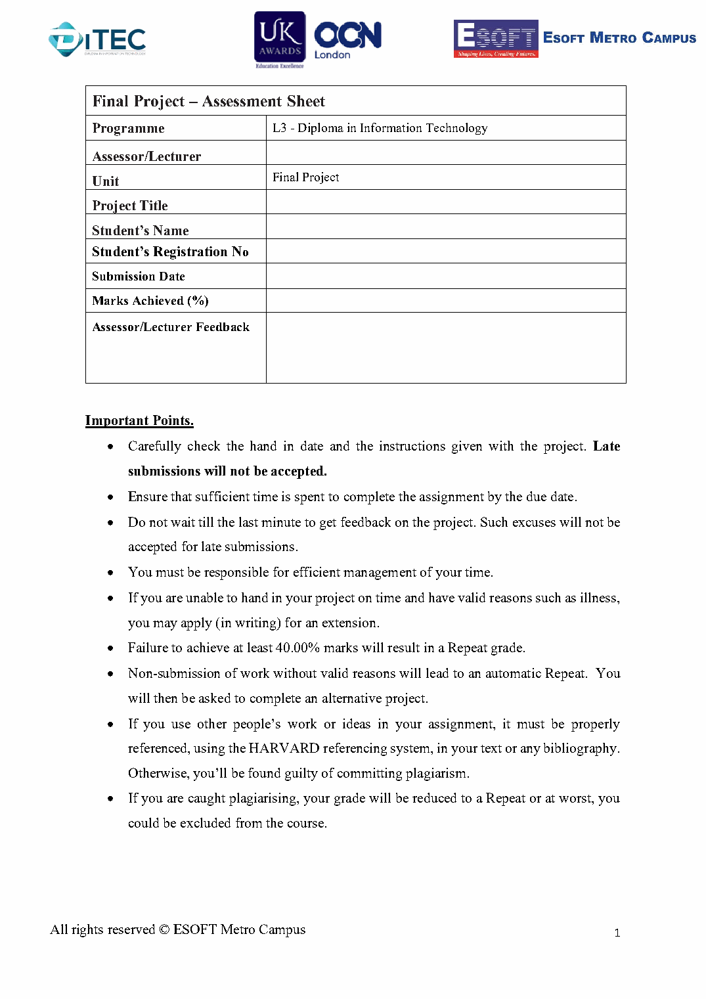 DiTEC
DIPLOMA IN INFORMATION TECHNOLOGY
UK
AWARDS
Education Excellence
OCN
London
ESOFT
Shaping Lives, Creating Futures.
ESOFT METRO CAMPUS
Final Project – Assessment Sheet
Programme L3 - Diploma in Information Technology
Assessor/Lecturer
Unit Final Project
Project Title
Student’s Name
Student’s Registration No
Submission Date
Marks Achieved (%)
Assessor/Lecturer Feedback
Important Points.
• Carefully check the hand in date and the instructions given with the project. Late
submissions will not be accepted.
• Ensure that sufficient time is spent to complete the assignment by the due date.
• Do not wait till the last minute to get feedback on the project. Such excuses will not be
accepted for late submissions.
• You must be responsible for efficient management of your time.
• If you are unable to hand in your project on time and have valid reasons such as illness,
you may apply (in writing) for an extension.
• Failure to achieve at least 40.00% marks will result in a Repeat grade.
• Non-submission of work without valid reasons will lead to an automatic Repeat. You
will then be asked to complete an alternative project.
• If you use other people’s work or ideas in your assignment, it must be properly
referenced, using the HARVARD referencing system, in your text or any bibliography.
Otherwise, you’ll be found guilty of committing plagiarism.
• If you are caught plagiarising, your grade will be reduced to a Repeat or at worst, you
could be excluded from the course.
All rights reserved © ESOFT Metro Campus 1